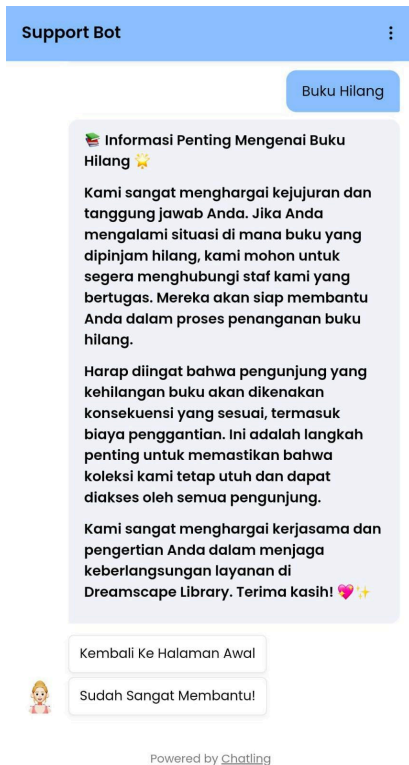 Support Bot
Buku Hilang
📚 Informasi Penting Mengenai Buku
Hilang 🌟
Kami sangat menghargai kejujuran dan
tanggung jawab Anda. Jika Anda
mengalami situasi di mana buku yang
dipinjam hilang, kami mohon untuk
segera menghubungi staf kami yang
bertugas. Mereka akan siap membantu
Anda dalam proses penanganan buku
hilang.
Harap diingat bahwa pengunjung yang
kehilangan buku akan dikenakan
konsekuensi yang sesuai, termasuk
biaya penggantian. Ini adalah langkah
penting untuk memastikan bahwa
koleksi kami tetap utuh dan dapat
diakses oleh semua pengunjung.
Kami sangat menghargai kerjasama dan
pengertian Anda dalam menjaga
keberlangsungan layanan di
Dreamscape Library. Terima kasih! 💖✨
Kembali Ke Halaman Awal
Sudah Sangat Membantu!
Powered by Chatling